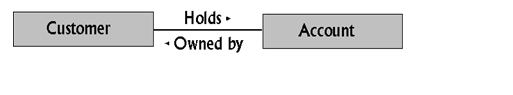 Customer
Holds ▸
◂ Owned by
Account